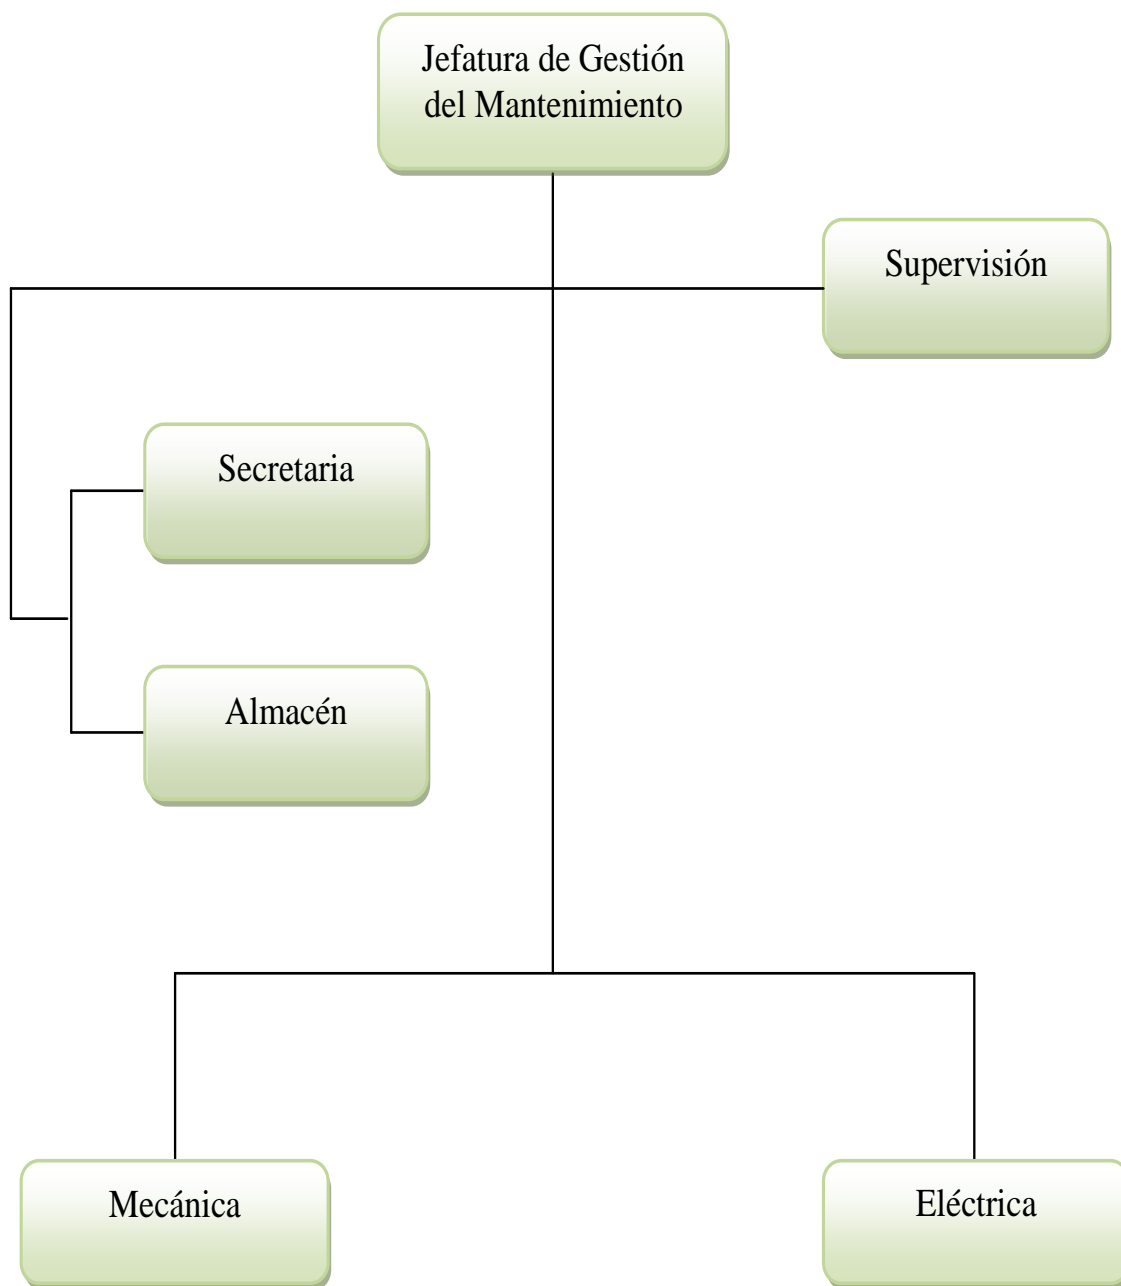 Jefatura de Gestión
del Mantenimiento
Supervisión
Secretaria
Almacén
Mecánica
Eléctrica